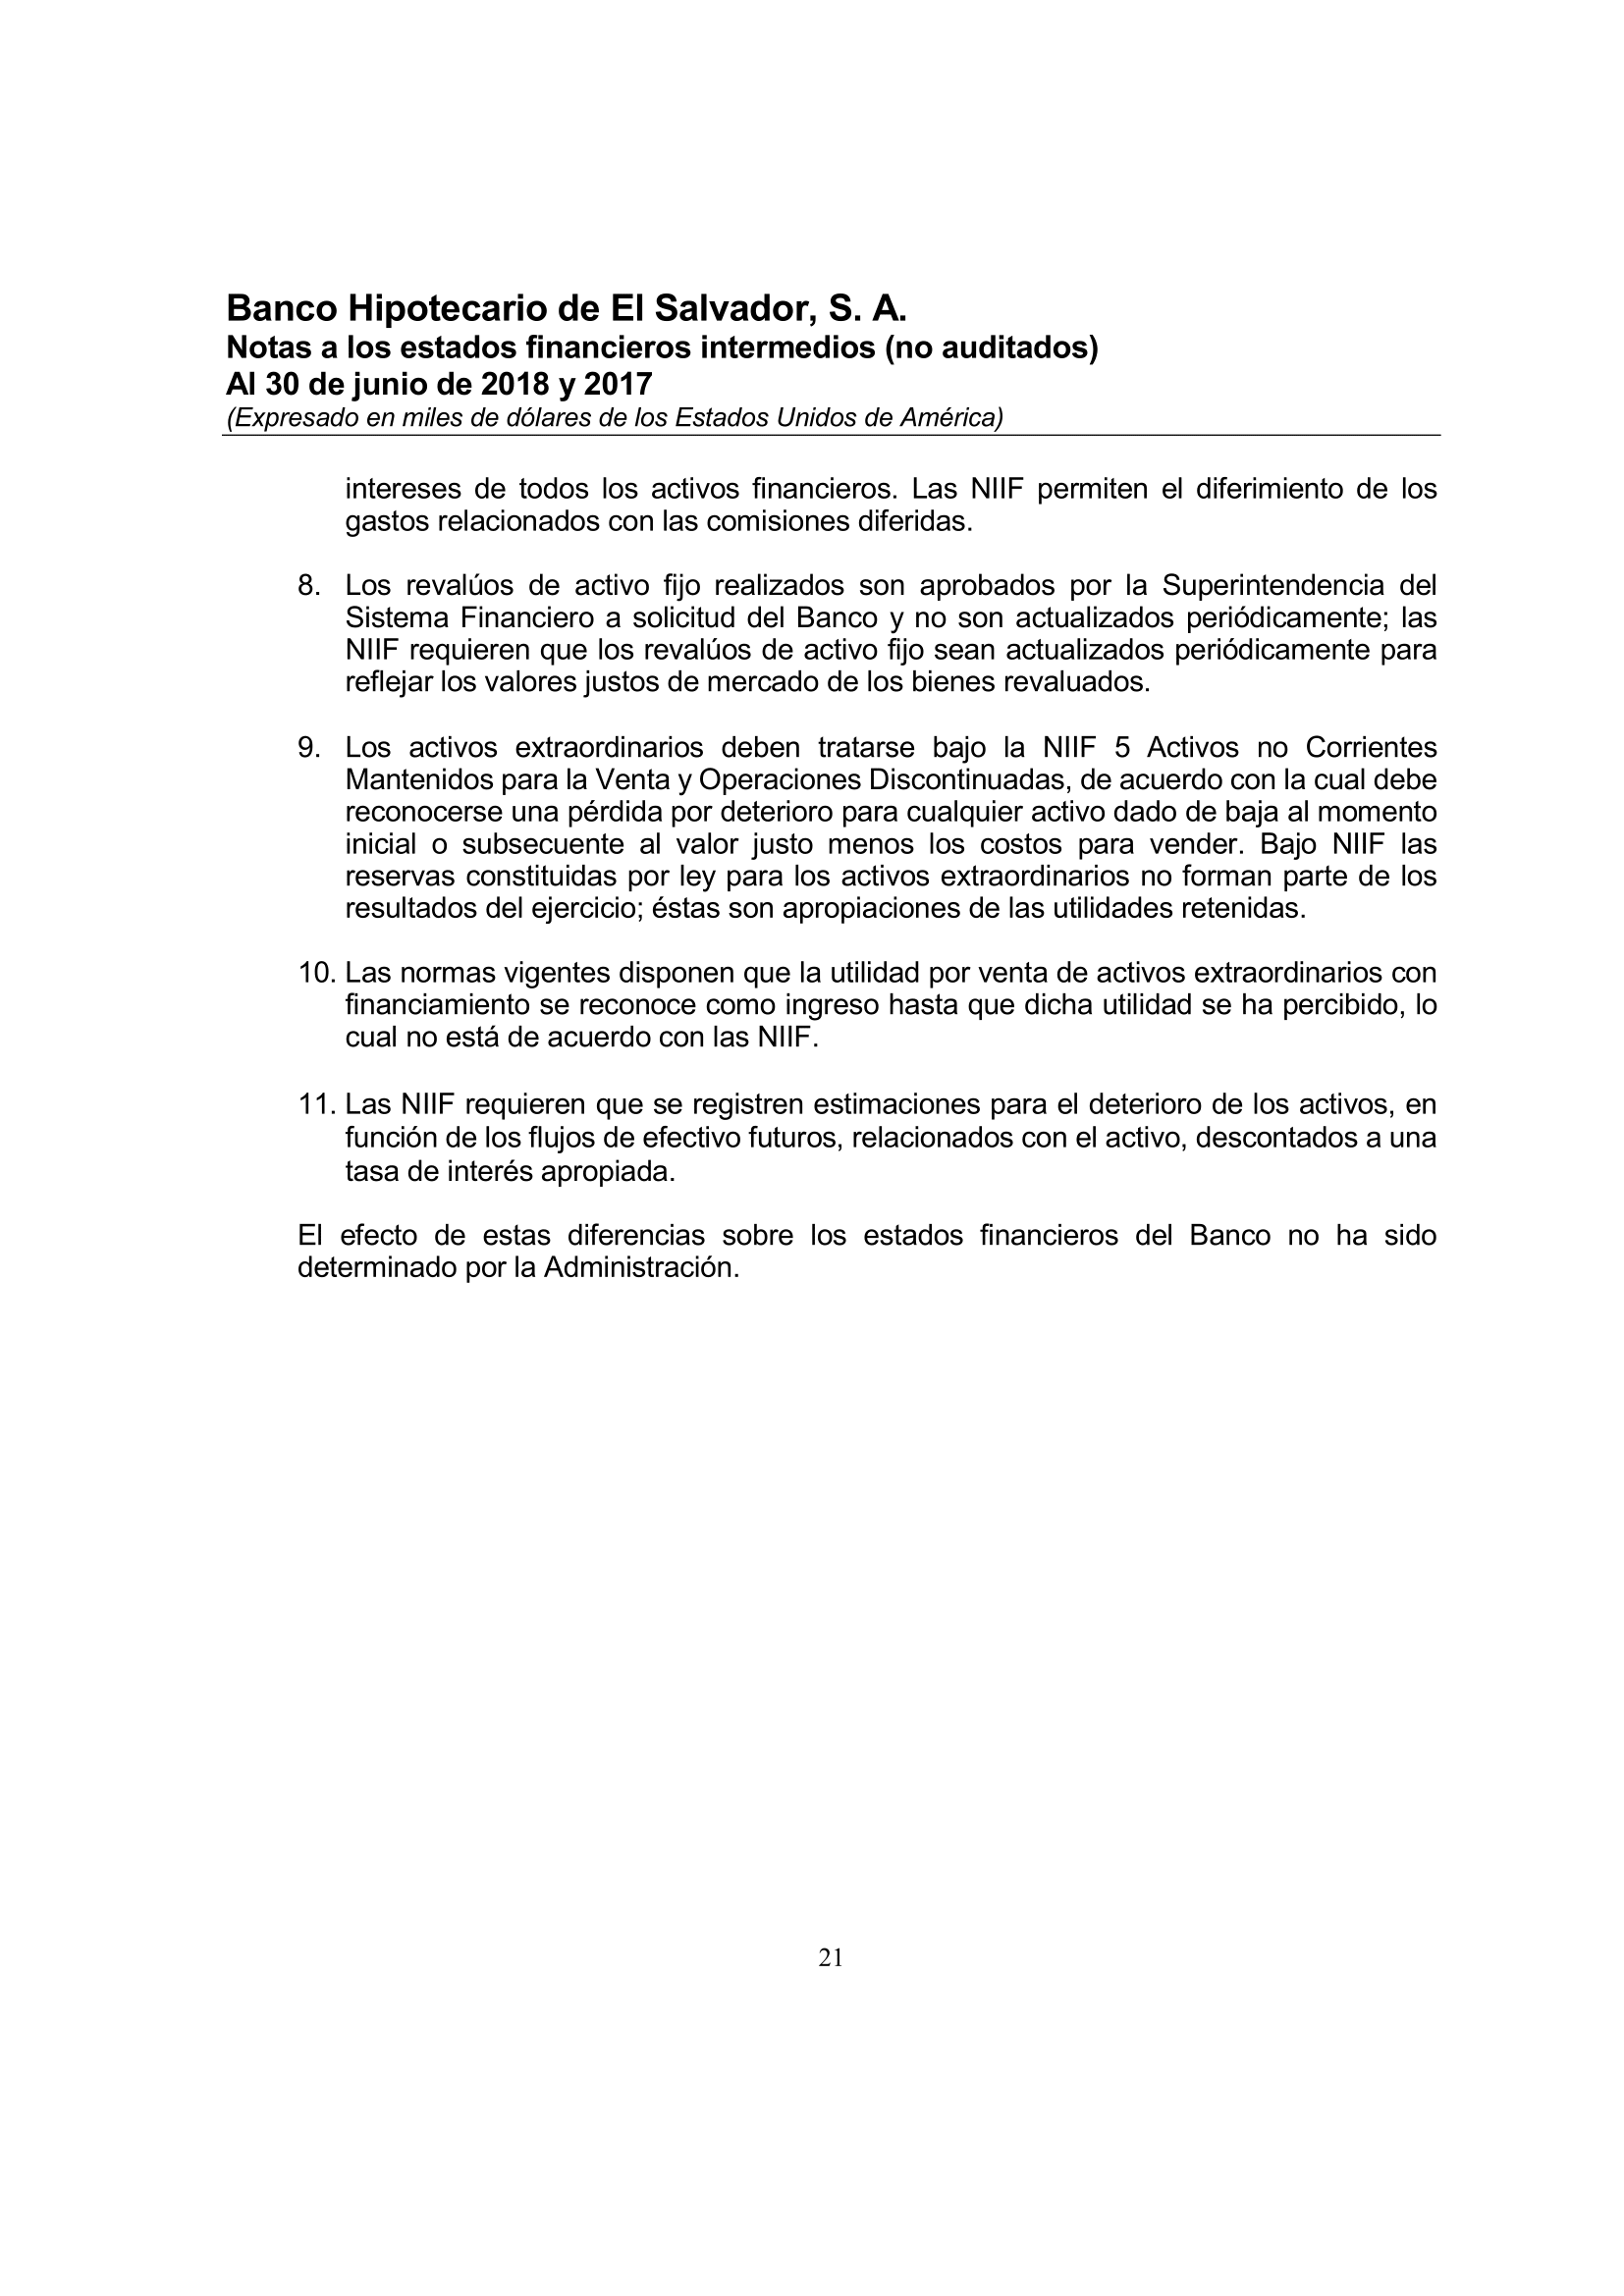 Banco Hipotecario de El Salvador, S. A.
Notas a los estados financieros intermedios (no auditados)
Al 30 de junio de 2018 y 2017
(Expresado en miles de dólares de los Estados Unidos de América)
intereses de todos los activos financieros. Las NIIF permiten el diferimiento de los
gastos relacionados con las comisiones diferidas.
8. Los revalúos de activo fijo realizados son aprobados por la Superintendencia del
Sistema Financiero a solicitud del Banco y no son actualizados periódicamente; las
NIIF requieren que los revalúos de activo fijo sean actualizados periódicamente para
reflejar los valores justos de mercado de los bienes revaluados.
9. Los activos extraordinarios deben tratarse bajo la NIIF 5 Activos no Corrientes
Mantenidos para la Venta y Operaciones Discontinuadas, de acuerdo con la cual debe
reconocerse una pérdida por deterioro para cualquier activo dado de baja al momento
inicial o subsecuente al valor justo menos los costos para vender. Bajo NIIF las
reservas constituidas por ley para los activos extraordinarios no forman parte de los
resultados del ejercicio; éstas son apropiaciones de las utilidades retenidas.
10. Las normas vigentes disponen que la utilidad por venta de activos extraordinarios con
financiamiento se reconoce como ingreso hasta que dicha utilidad se ha percibido, lo
cual no está de acuerdo con las NIIF.
11. Las NIIF requieren que se registren estimaciones para el deterioro de los activos, en
función de los flujos de efectivo futuros, relacionados con el activo, descontados a una
tasa de interés apropiada.
El efecto de estas diferencias sobre los estados financieros del Banco no ha sido
determinado por la Administración.
21